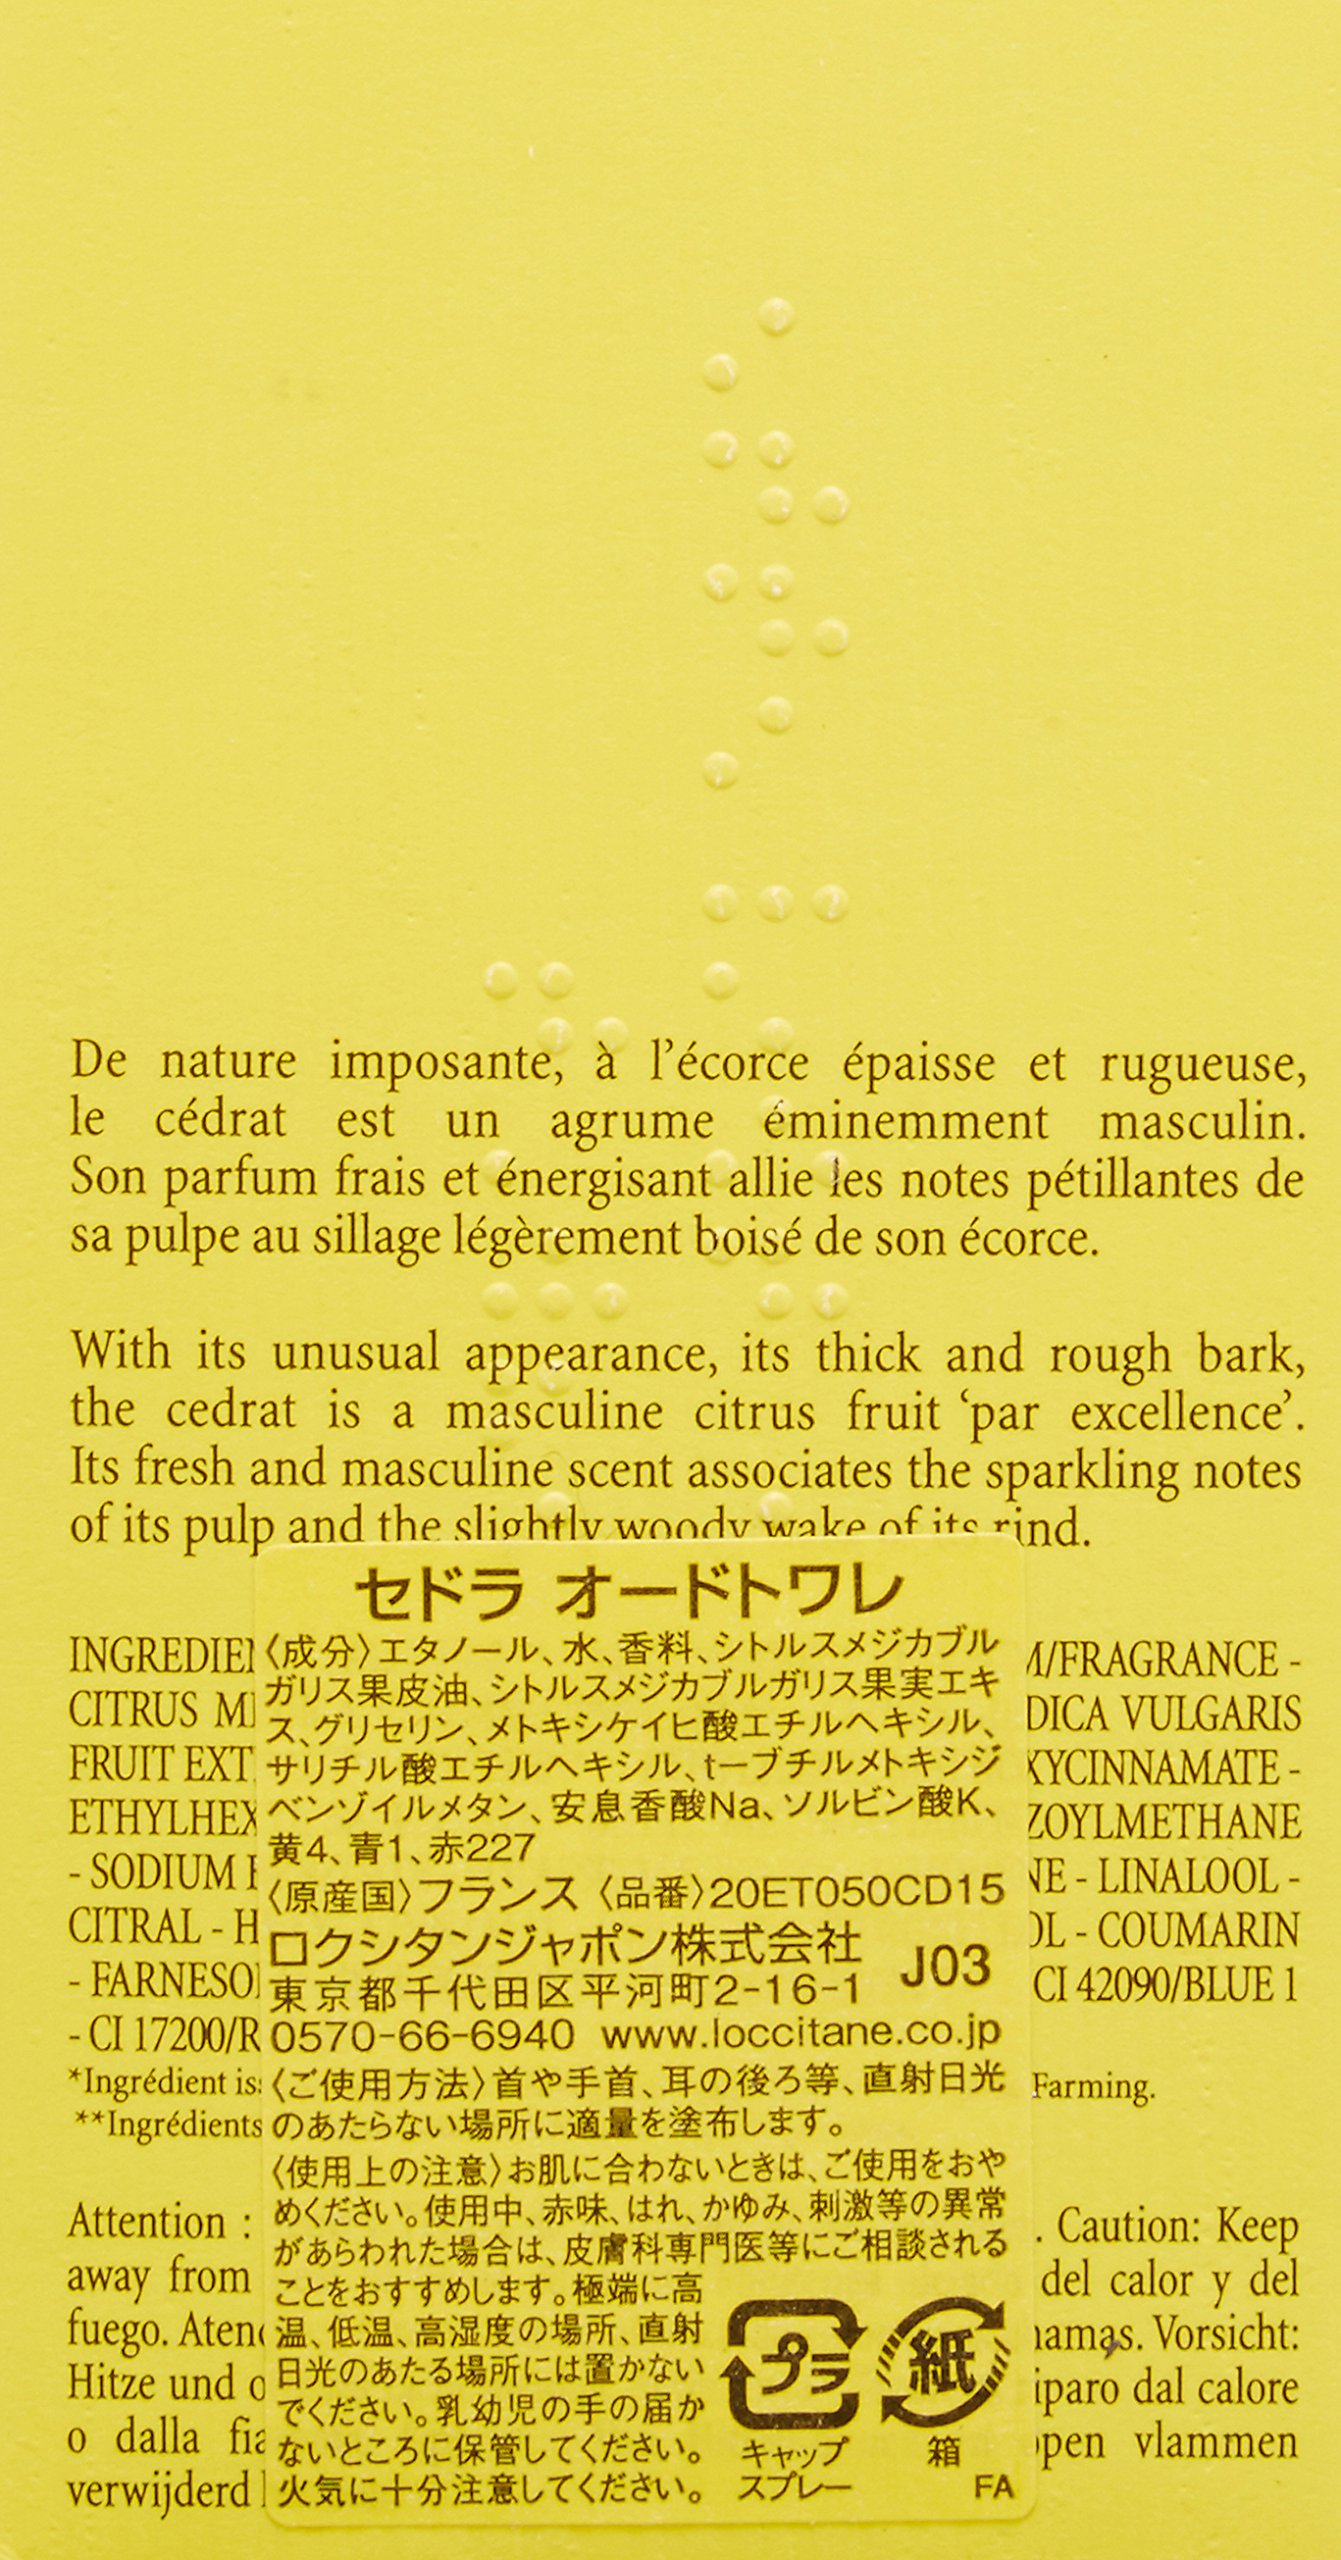 De nature imposante, à l'écorce épaisse et rugueuse,
le cédrat est un agrume éminemment masculin.
Son parfum frais et énergisant allie les notes pétillantes de
sa pulpe au sillage légèrement boisé de son écorce.
With its unusual appearance, its thick and rough bark,
the cedrat is a masculine citrus fruit ‘par excellence’.
Its fresh and masculine scent associates the sparkling notes
of its pulp and the slightly woody wake of its rind.
セドラ オードトワレ
〈成分〉エタノール、水、香料、シトルスメジカブル
ガリス果皮油、シトルスメジカブルガリス果実エキ
ス、グリセリン、メトキシケイヒ酸エチルヘキシル、
サリチル酸エチルヘキシル、t－ブチルメトキシジ
ベンゾイルメタン、安息香酸Na、ソルビン酸K、
黄4、青1、赤227
〈原産国〉フランス 〈品番〉20ET050CD15
ロクシタンジャポン株式会社 J03
東京都千代田区平河町2-16-1
0570-66-6940 www.loccitane.co.jp
〈ご使用方法〉首や手首、耳の後ろ等、直射日光
のあたらない場所に適量を塗布します。
〈使用上の注意〉お肌に合わないときは、ご使用をおや
めください。使用中、赤味、はれ、かゆみ、刺激等の異常
があらわれた場合は、皮膚科専門医等にご相談される
ことをおすすめします。極端に高
温、低温、高湿度の場所、直射
日光のあたる場所には置かない
でください。乳幼児の手の届か
ないところに保管してください。
火気に十分注意してください。
プラ 紙
キャップ 箱
スプレー FA
/FRAGRANCE -
CITRUS VULGARIS
FRUIT
- SODIUM - LINALOOL -
CITRAL - - COUMARIN
- CI 42090/BLUE 1
- CI 17200/
*Ingrédient Farming.
**Ingrédients
Attention : . Caution: Keep
away from del calor y del
fuego. Vorsicht:
Hitze und dal calore
o dalla vlammen
verwijderd